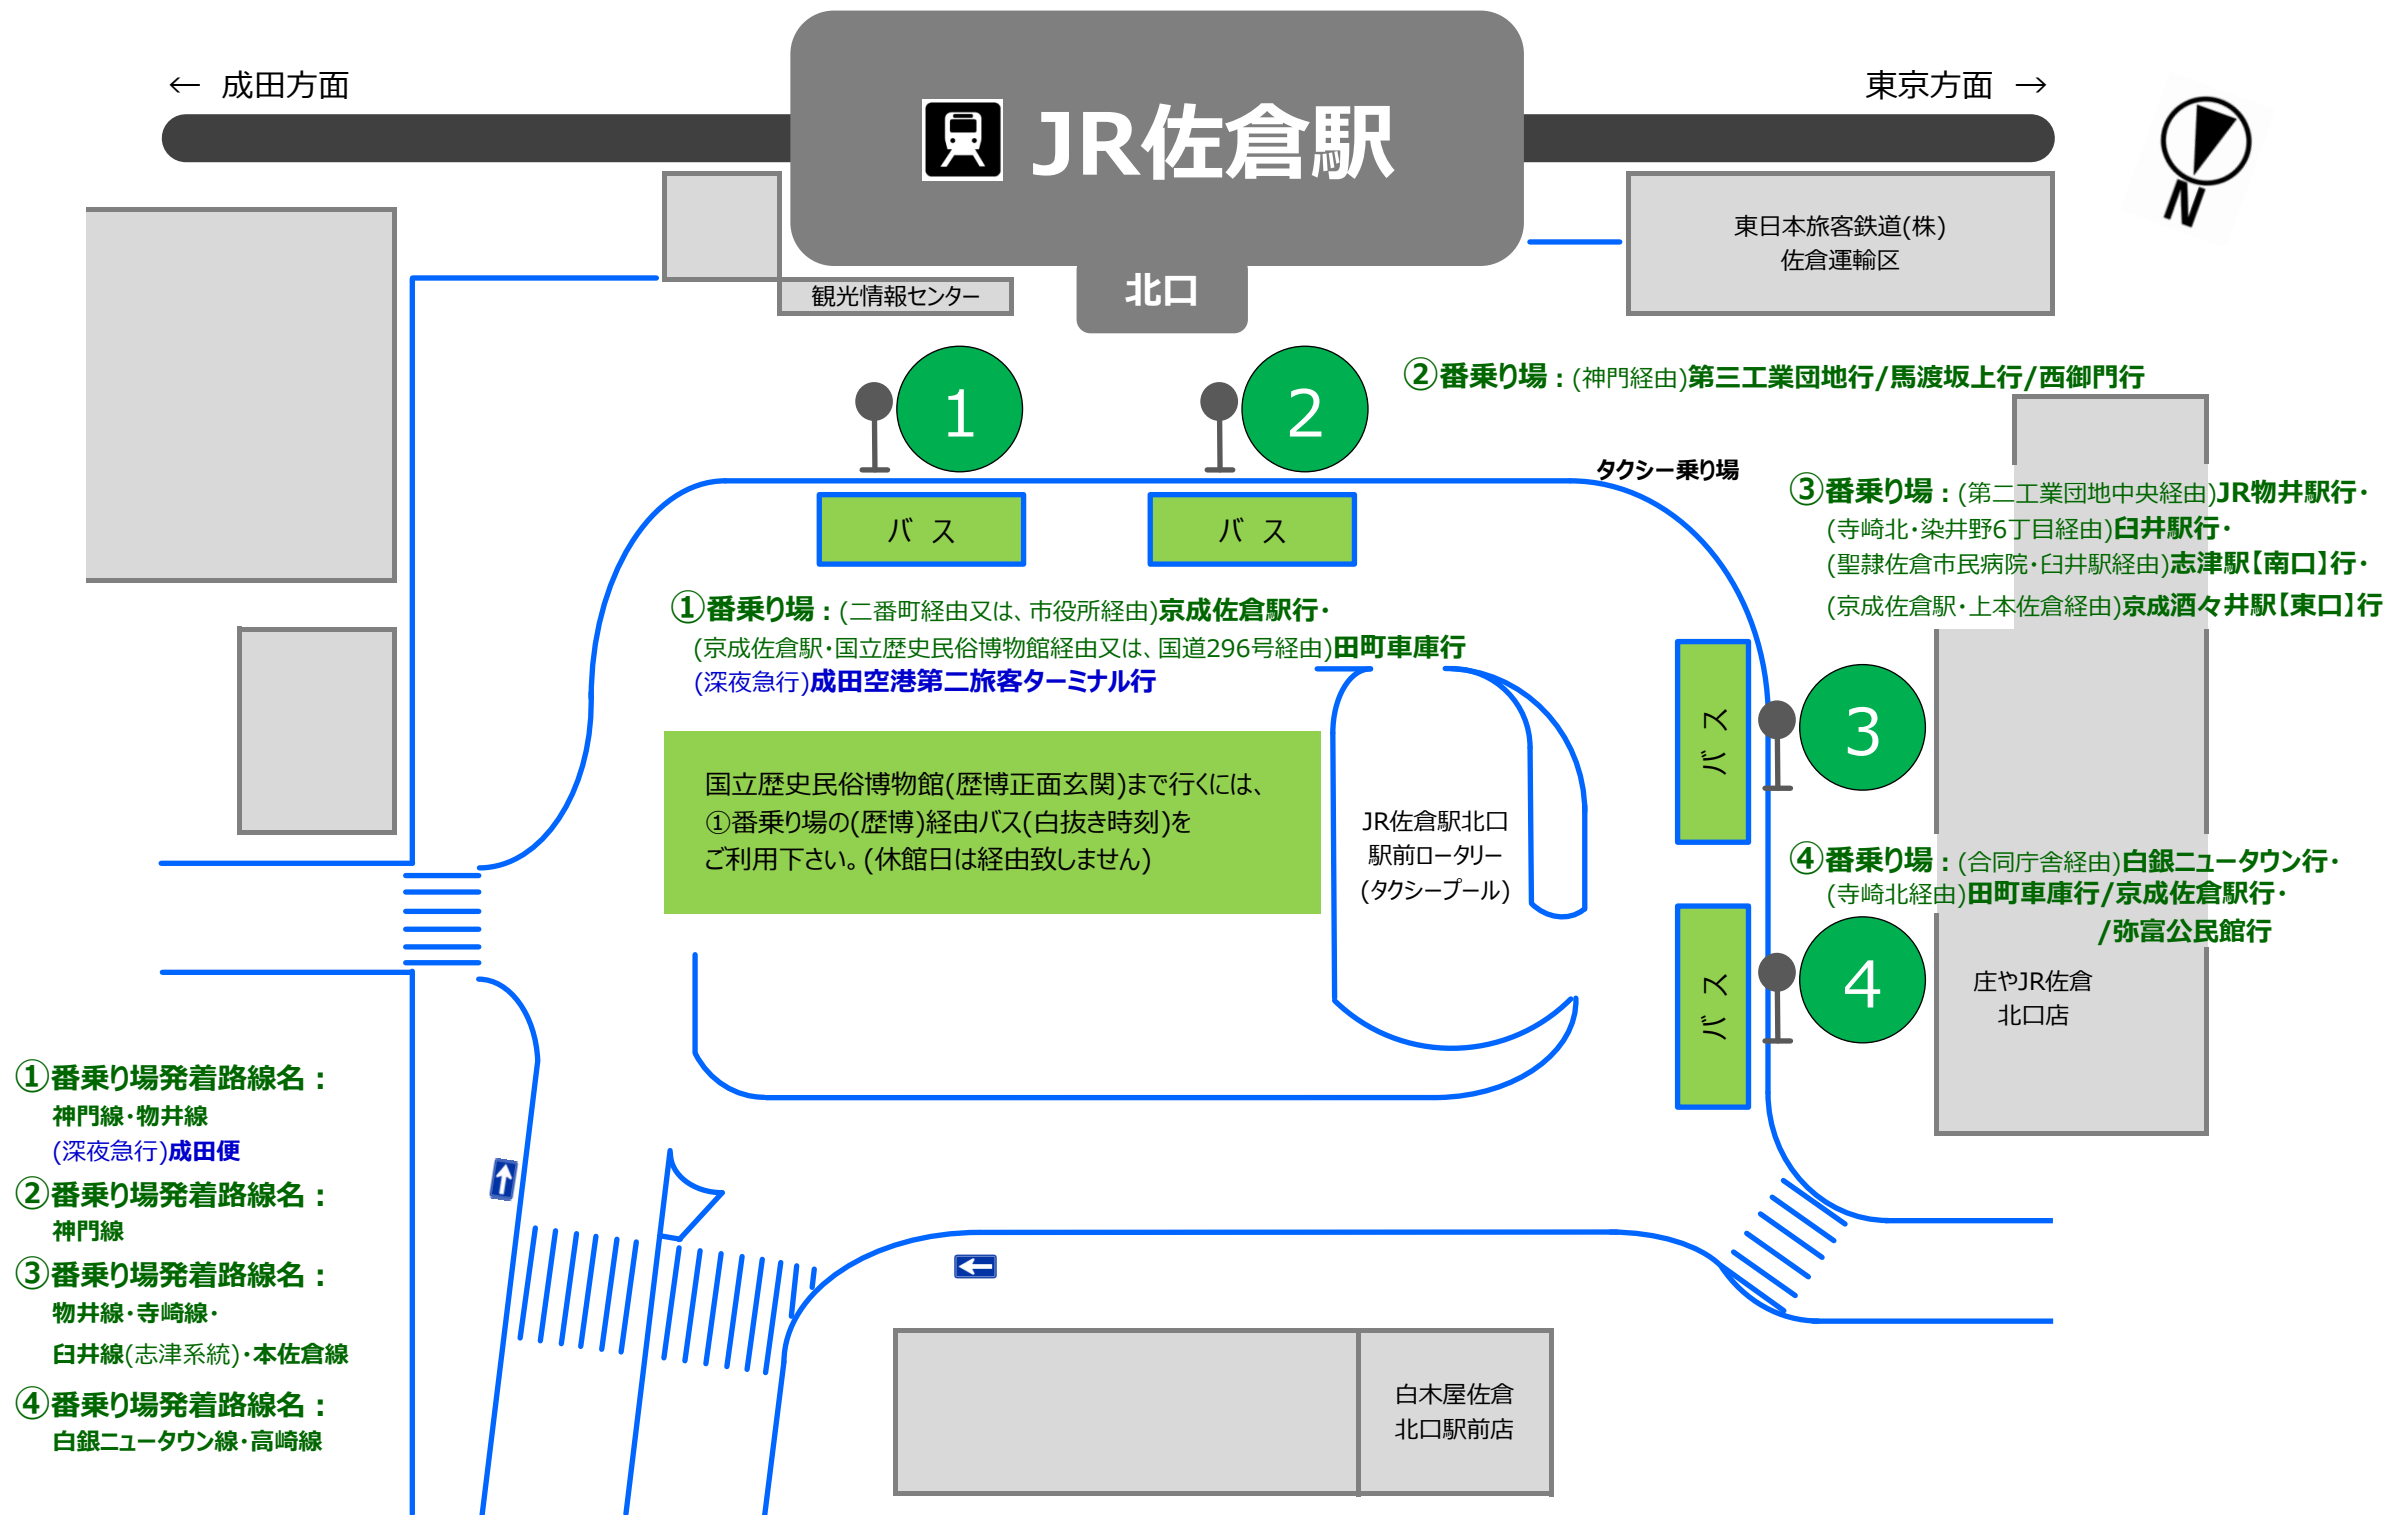 ← 成田方面
東京方面 →
JR佐倉駅
北口
観光情報センター
東日本旅客鉄道(株)
佐倉運輸区
N
1
2
②番乗り場：(神門経由)第三工業団地行/馬渡坂上行/西御門行
タクシー乗り場
バ ス
バ ス
③番乗り場：(第二工業団地中央経由)JR物井駅行・
(寺崎北・染井野6丁目経由)臼井駅行・
(聖隷佐倉市民病院・臼井駅経由)志津駅【南口】行・
(京成佐倉駅・上本佐倉経由)京成酒々井駅【東口】行
①番乗り場：(二番町経由又は、市役所経由)京成佐倉駅行・
(京成佐倉駅・国立歴史民俗博物館経由又は、国道296号経由)田町車庫行
(深夜急行)成田空港第二旅客ターミナル行
バ ス
3
国立歴史民俗博物館(歴博正面玄関)まで行くには、
①番乗り場の(歴博)経由バス(白抜き時刻)を
ご利用下さい。(休館日は経由致しません)
JR佐倉駅北口
駅前ロータリー
(タクシープール)
④番乗り場：(合同庁舎経由)白銀ニュータウン行・
(寺崎北経由)田町車庫行/京成佐倉駅行・
/弥富公民館行
バ ス
4
庄やJR佐倉
北口店
①番乗り場発着路線名：
神門線・物井線
(深夜急行)成田便
②番乗り場発着路線名：
神門線
③番乗り場発着路線名：
物井線・寺崎線・
臼井線(志津系統)・本佐倉線
④番乗り場発着路線名：
白銀ニュータウン線・高崎線
白木屋佐倉
北口駅前店